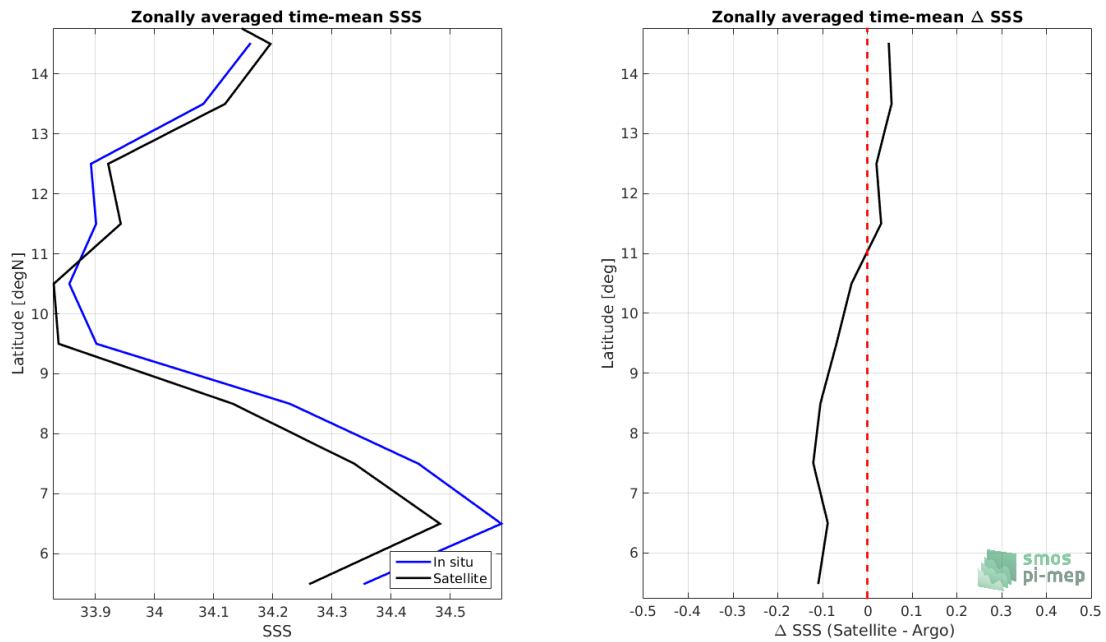 Zonally averaged time-mean SSS
14
13
12
11
10
9
8
7
6
Latitude [degN]
In situ
Satellite
33.9 34 34.1 34.2 34.3 34.4 34.5
SSS
Zonally averaged time-mean Δ SSS
14
13
12
11
10
9
8
7
6
Latitude [deg]
smos
pi-mep
-0.5 -0.4 -0.3 -0.2 -0.1 0 0.1 0.2 0.3 0.4 0.5
Δ SSS (Satellite - Argo)